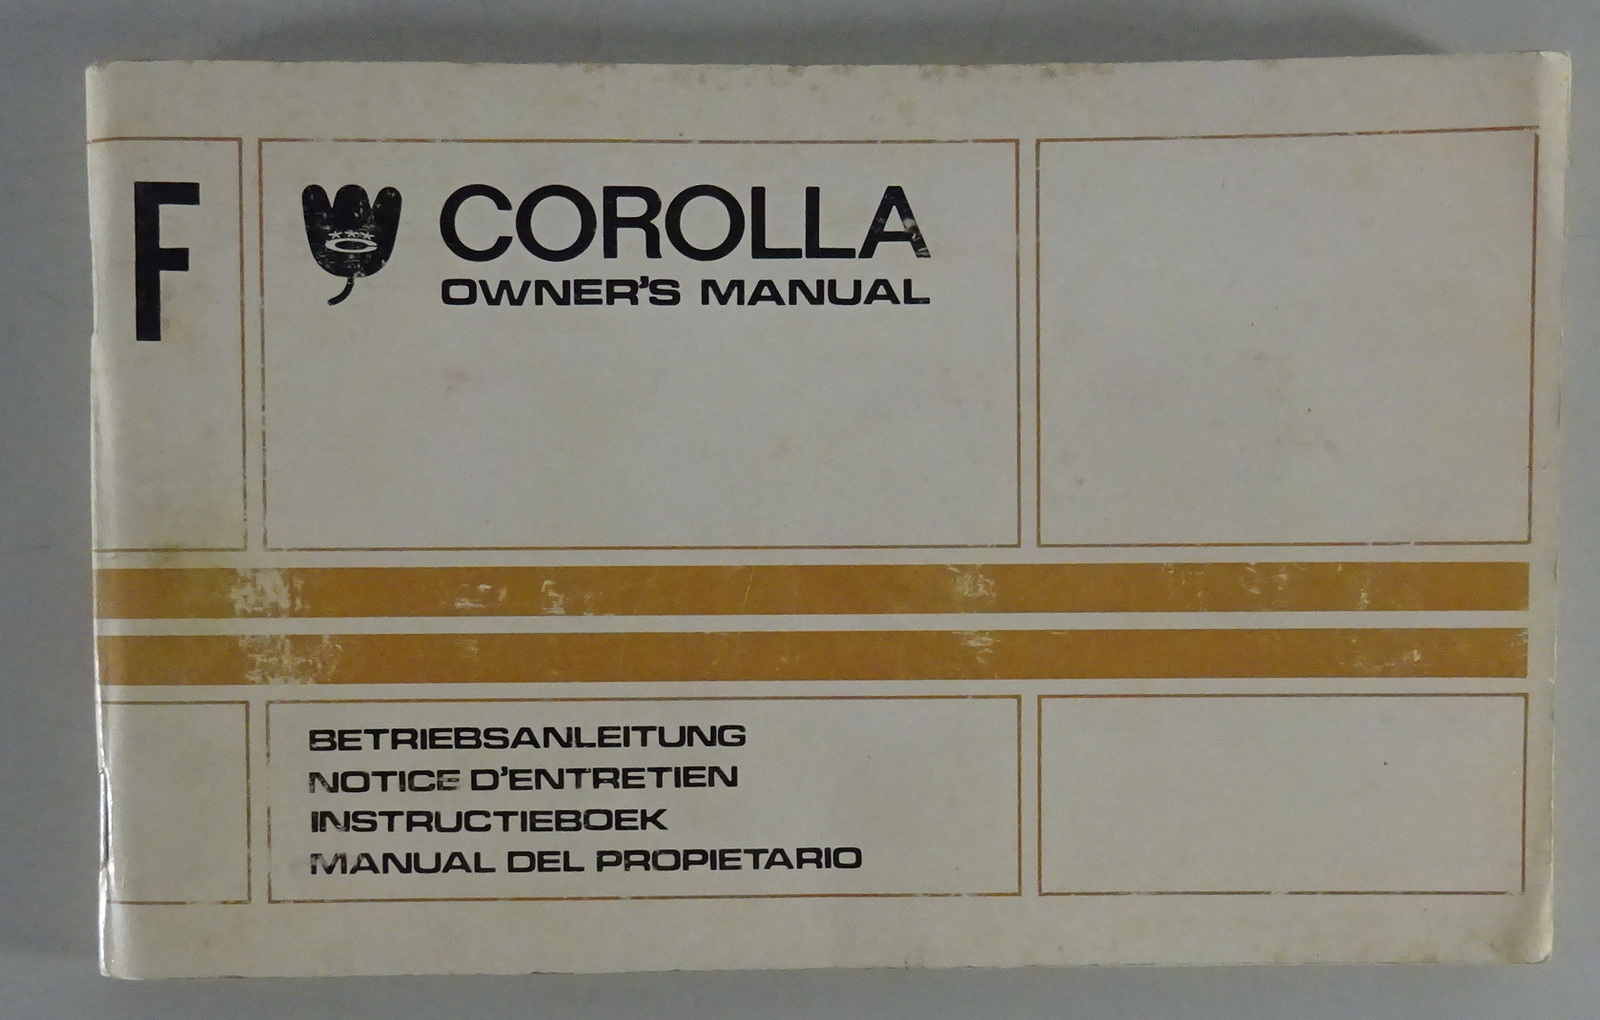 F
COROLLA
OWNER'S MANUAL
BETRIEBSANLEITUNG
NOTICE D'ENTRETIEN
INSTRUCTIEBOEK
MANUAL DEL PROPIETARIO